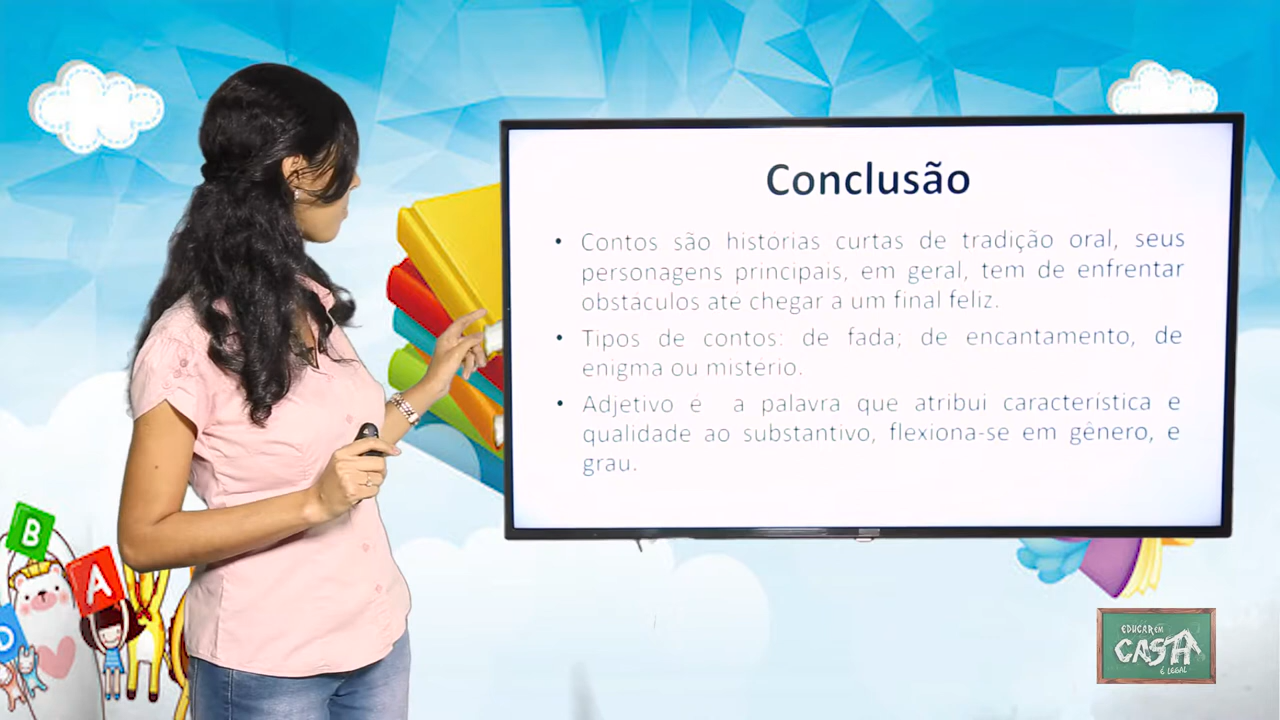 Conclusão
• Contos são histórias curtas de tradição oral, seus
personagens principais, em geral, tem de enfrentar
obstáculos até chegar a um final feliz.
• Tipos de contos: de fada; de encantamento, de
enigma ou mistério.
• Adjetivo é a palavra que atribui característica e
qualidade ao substantivo, flexiona-se em gênero, e
grau.
B
A
EDUCAR EM
CASA
É LEGAL